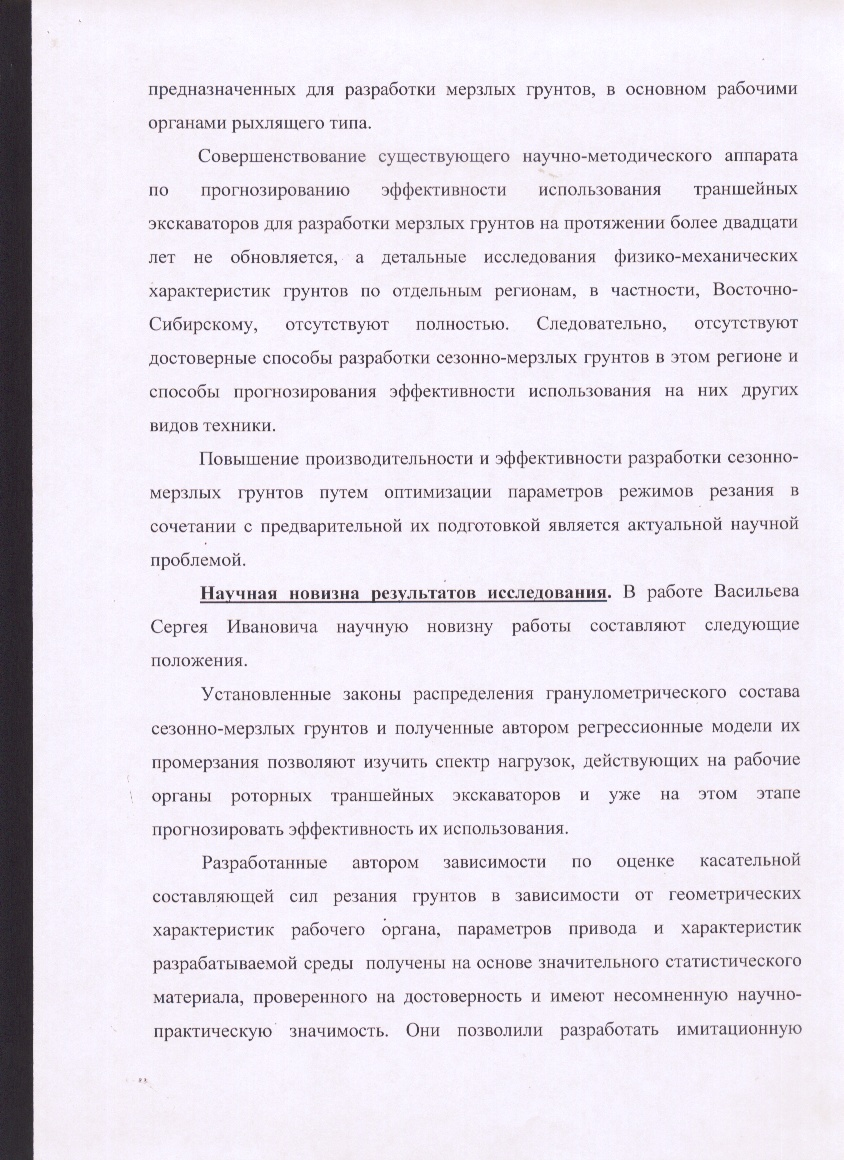 предназначенных для разработки мерзлых грунтов, в основном рабочими
органами рыхлящего типа.
Совершенствование существующего научно-методического аппарата
по прогнозированию эффективности использования траншейных
экскаваторов для разработки мерзлых грунтов на протяжении более двадцати
лет не обновляется, а детальные исследования физико-механических
характеристик грунтов по отдельным регионам, в частности, Восточно-
Сибирскому, отсутствуют полностью. Следовательно, отсутствуют
достоверные способы разработки сезонно-мерзлых грунтов в этом регионе и
способы прогнозирования эффективности использования на них других
видов техники.
Повышение производительности и эффективности разработки сезонно-
мерзлых грунтов путем оптимизации параметров режимов резания в
сочетании с предварительной их подготовкой является актуальной научной
проблемой.
Научная новизна результатов исследования. В работе Васильева
Сергея Ивановича научную новизну работы составляют следующие
положения.
Установленные законы распределения гранулометрического состава
сезонно-мерзлых грунтов и полученные автором регрессионные модели их
промерзания позволяют изучить спектр нагрузок, действующих на рабочие
органы роторных траншейных экскаваторов и уже на этом этапе
прогнозировать эффективность их использования.
Разработанные автором зависимости по оценке касательной
составляющей сил резания грунтов в зависимости от геометрических
характеристик рабочего органа, параметров привода и характеристик
разрабатываемой среды получены на основе значительного статистического
материала, проверенного на достоверность и имеют несомненную научно-
практическую значимость. Они позволили разработать имитационную